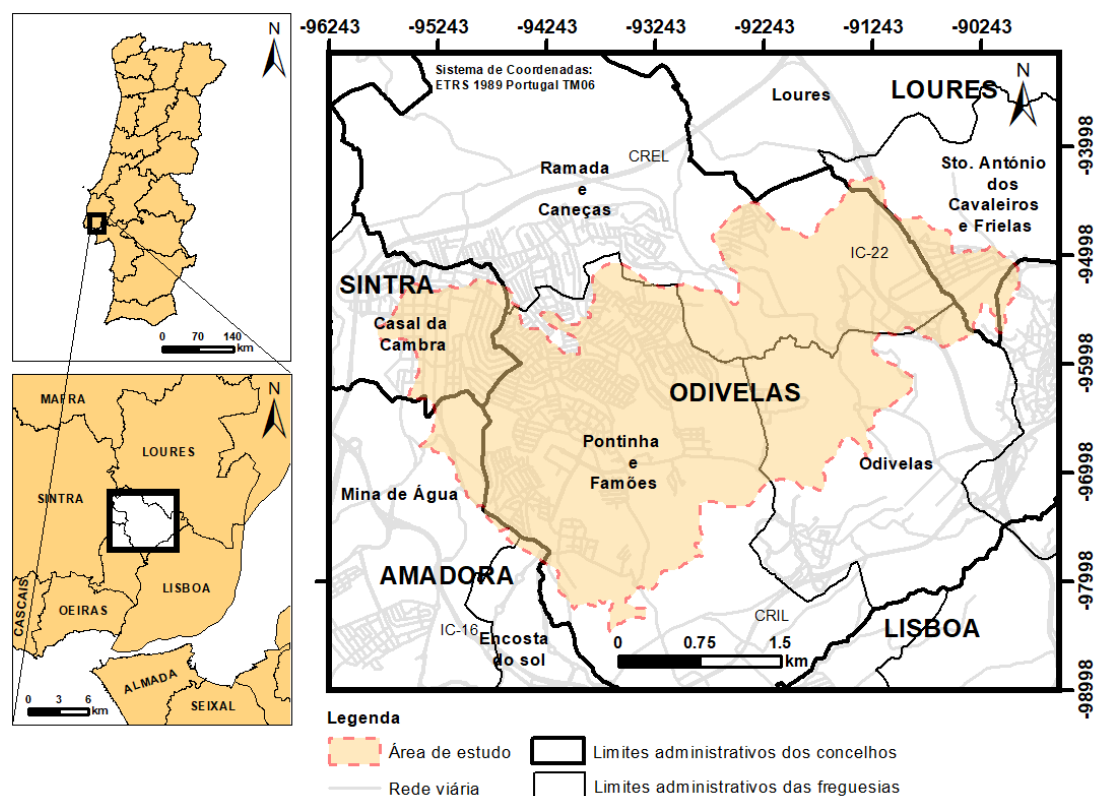 N
0 70 140
km
MAFRA
N
LOURES
SINTRA
LISBOA
CASCAIS
OEIRAS
ALMADA
SEIXAL
0 3 6
km
-96243 -95243 -94243 -93243 -92243 -91243 -90243
Sistema de Coordenadas:
ETRS 1989 Portugal TM06
N
LOURES
Loures
CREL
Ramada
e
Caneças
Sto. António
dos
Cavaleiros
e Frielas
IC-22
SINTRA
Casal da
Cambra
ODIVELAS
Pontinha
e
Famões
Odivelas
Mina de Água
AMADORA
IC-16
Encosta
do sol
CRIL
LISBOA
0 0.75 1.5
km
-93998
-94998
-95998
-96998
-97998
-98998
Legenda
Área de estudo
Limites administrativos dos concelhos
Rede viária
Limites administrativos das freguesias